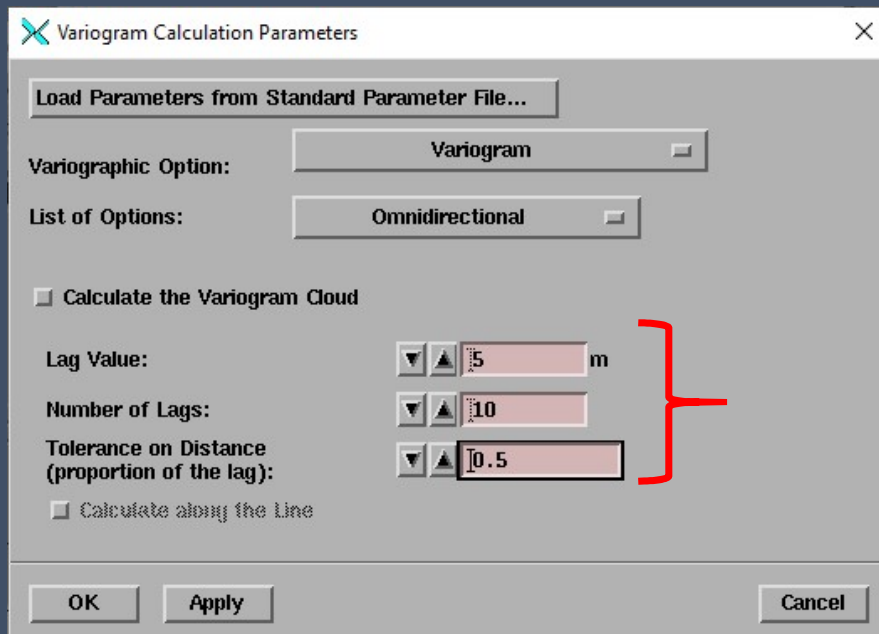 Variogram Calculation Parameters
Load Parameters from Standard Parameter File...
Variographic Option: Variogram
List of Options: Omnidirectional
Calculate the Variogram Cloud
Lag Value: 5 m
Number of Lags: 10
Tolerance on Distance
(proportion of the lag): 0.5
Calculate along the Line
OK Apply Cancel